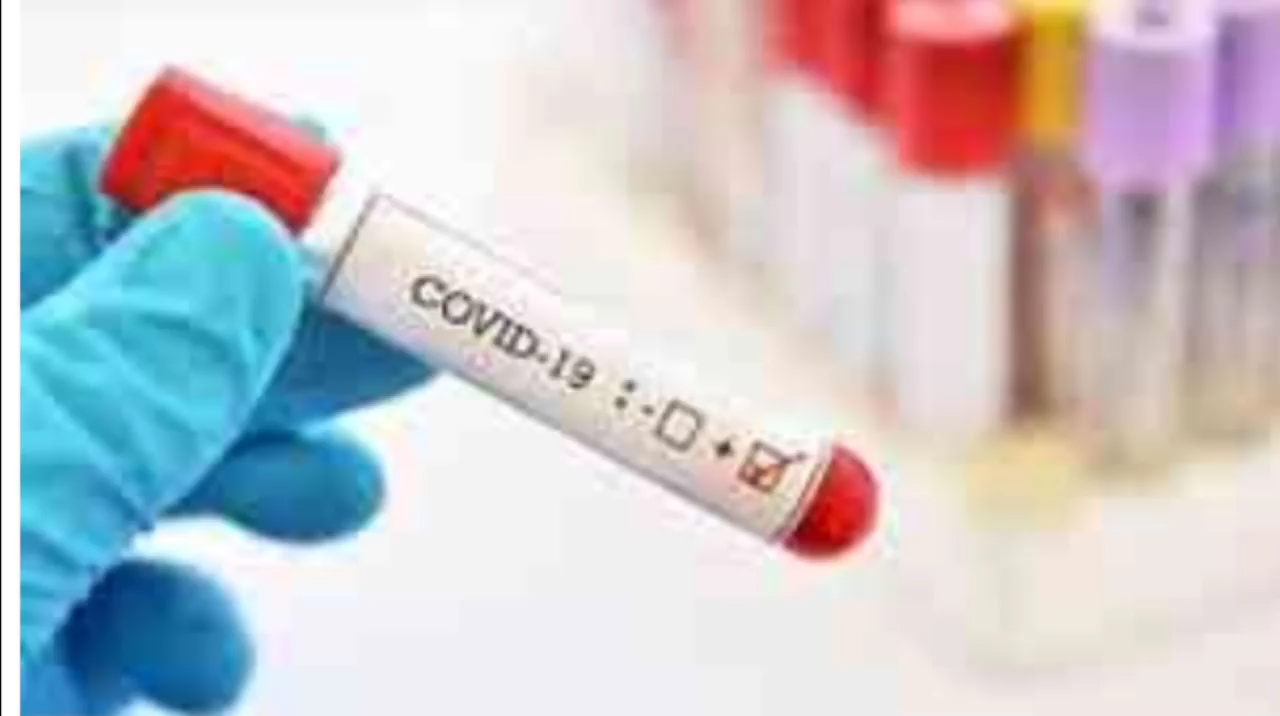 COVID-19 : - ☐ + ☑